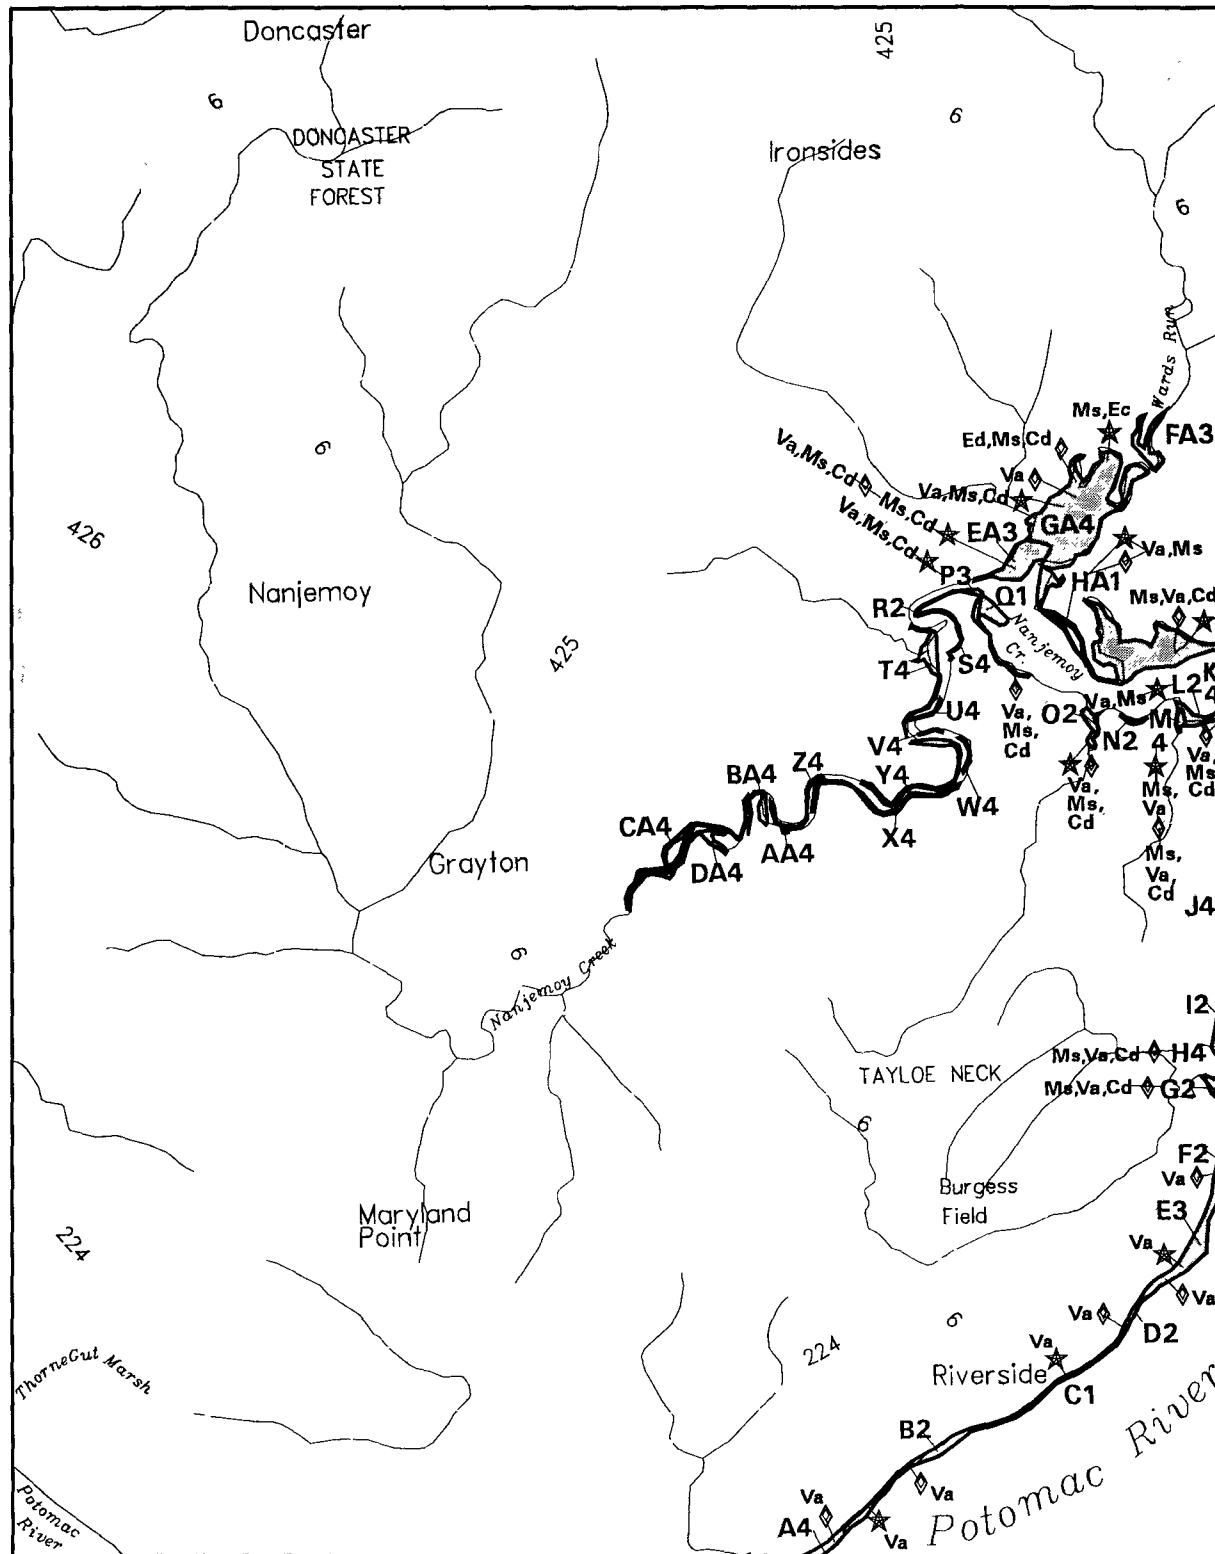 Doncaster
425
6
6
DONCASTER
STATE
FOREST
Ironsides
6
Wards Run
Ms,Ec
FA3
Ed,Ms,Cd
6
Va,Ms,Cd
Va
Va,Ms,Cd
Ms,Cd
GA4
426
Va,Ms,Cd
EA3
Va,Ms
P3
HA1
Nanjemoy
Q1
Ms,Va,Cd
R2
Nanjemoy
Cr.
425
S4
T4
Va,Ms
L2
K
4
U4
Va,
Ms,
Cd
O2
M
4
N2
V4
Va,
Ms,
Cd
Z4
BA4
Y4
W4
Va,
Ms,
Cd
Ms,
Va
CA4
X4
AA4
Grayton
DA4
Ms,
Va,
Cd
J4
6
Nanjemoy Creek
I2
Ms,Va,Cd
H4
TAYLOE NECK
Ms,Va,Cd
G2
6
F2
Va
Burgess
Field
Maryland
Point
E3
224
Va
Va
Va
6
D2
224
Va
ThorneGut Marsh
Riverside
C1
B2
Va
Va
A4
Va
Potomac River
Potomac
River